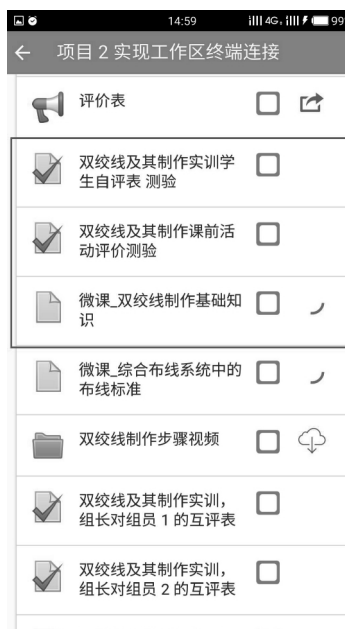 14:59
4G
99
项目 2 实现工作区终端连接
评价表
双绞线及其制作实训学
生自评表 测验
双绞线及其制作课前活
动评价测验
微课_双绞线制作基础知
识
微课_综合布线系统中的
布线标准
双绞线制作步骤视频
双绞线及其制作实训，
组长对组员 1 的互评表
双绞线及其制作实训，
组长对组员 2 的互评表